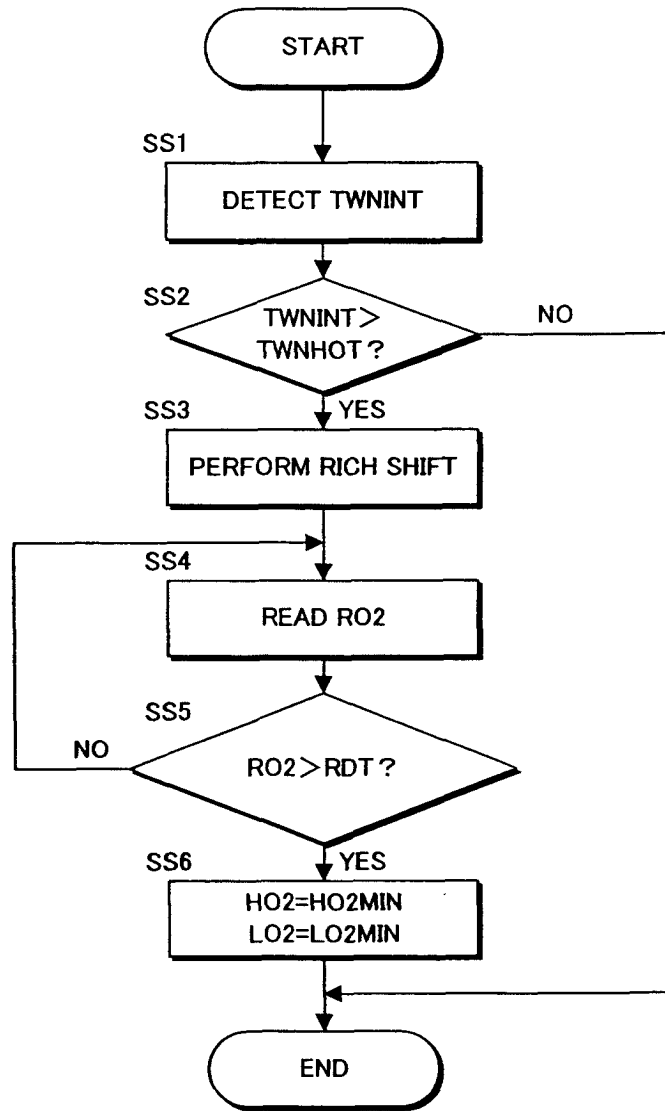 START
SS1
DETECT TWNINT
SS2
TWNINT>
TWNHOT?
NO
YES
SS3
PERFORM RICH SHIFT
SS4
READ RO2
SS5
NO
RO2>RDT?
YES
SS6
HO2=HO2MIN
LO2=LO2MIN
END